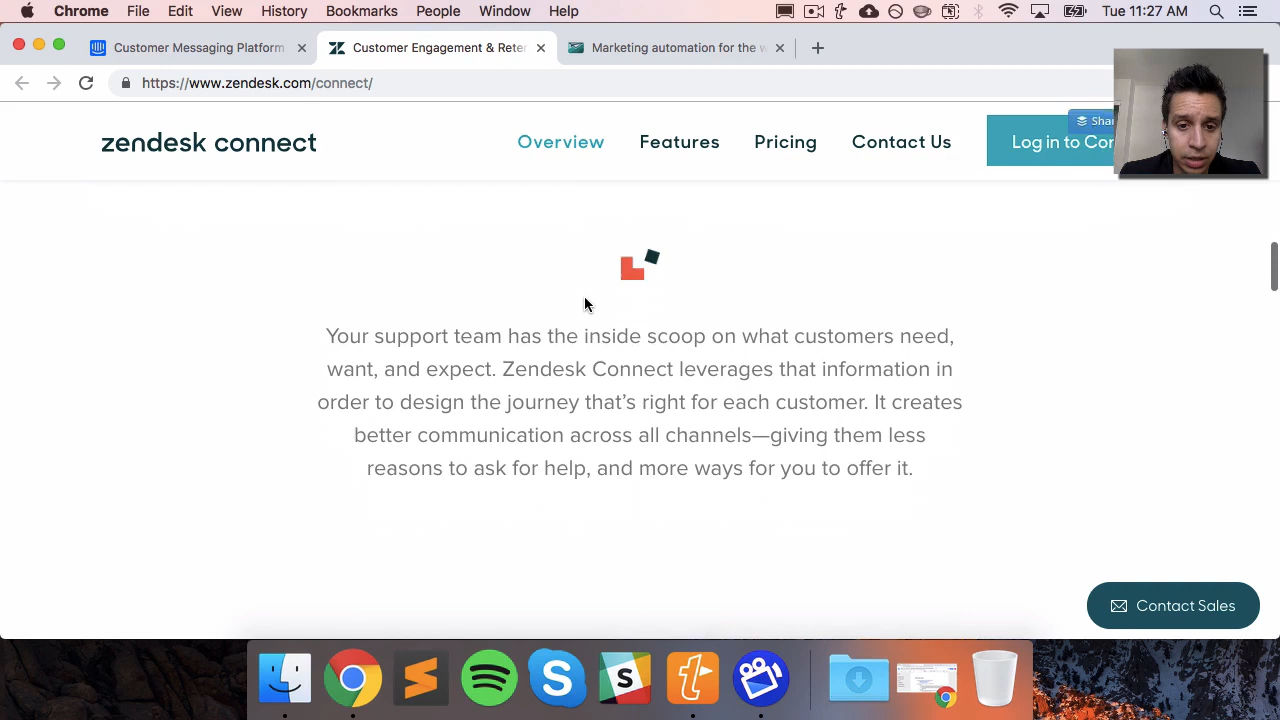 Chrome File Edit View History Bookmarks People Window Help Tue 11:27 AM
Customer Messaging Platform Customer Engagement & Rete Marketing automation for the w
https://www.zendesk.com/connect/
Shar
zendesk connect Overview Features Pricing Contact Us Log in to Con
Your support team has the inside scoop on what customers need,
want, and expect. Zendesk Connect leverages that information in
order to design the journey that’s right for each customer. It creates
better communication across all channels—giving them less
reasons to ask for help, and more ways for you to offer it.
Contact Sales